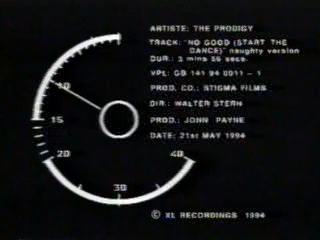 ARTISTE: THE PRODIGY
TRACK: "NO GOOD (START THE
DANCE)" naughty version
DUR.: 3 mins 56 secs.
VPL: GB 141 94 0011 - 1
PROD. CO.: STIGMA FILMS
DIR.: WALTER STERN
PROD.: JOHN PAYNE
DATE: 21st MAY 1994
10
15
20
30
40
© XL RECORDINGS 1994